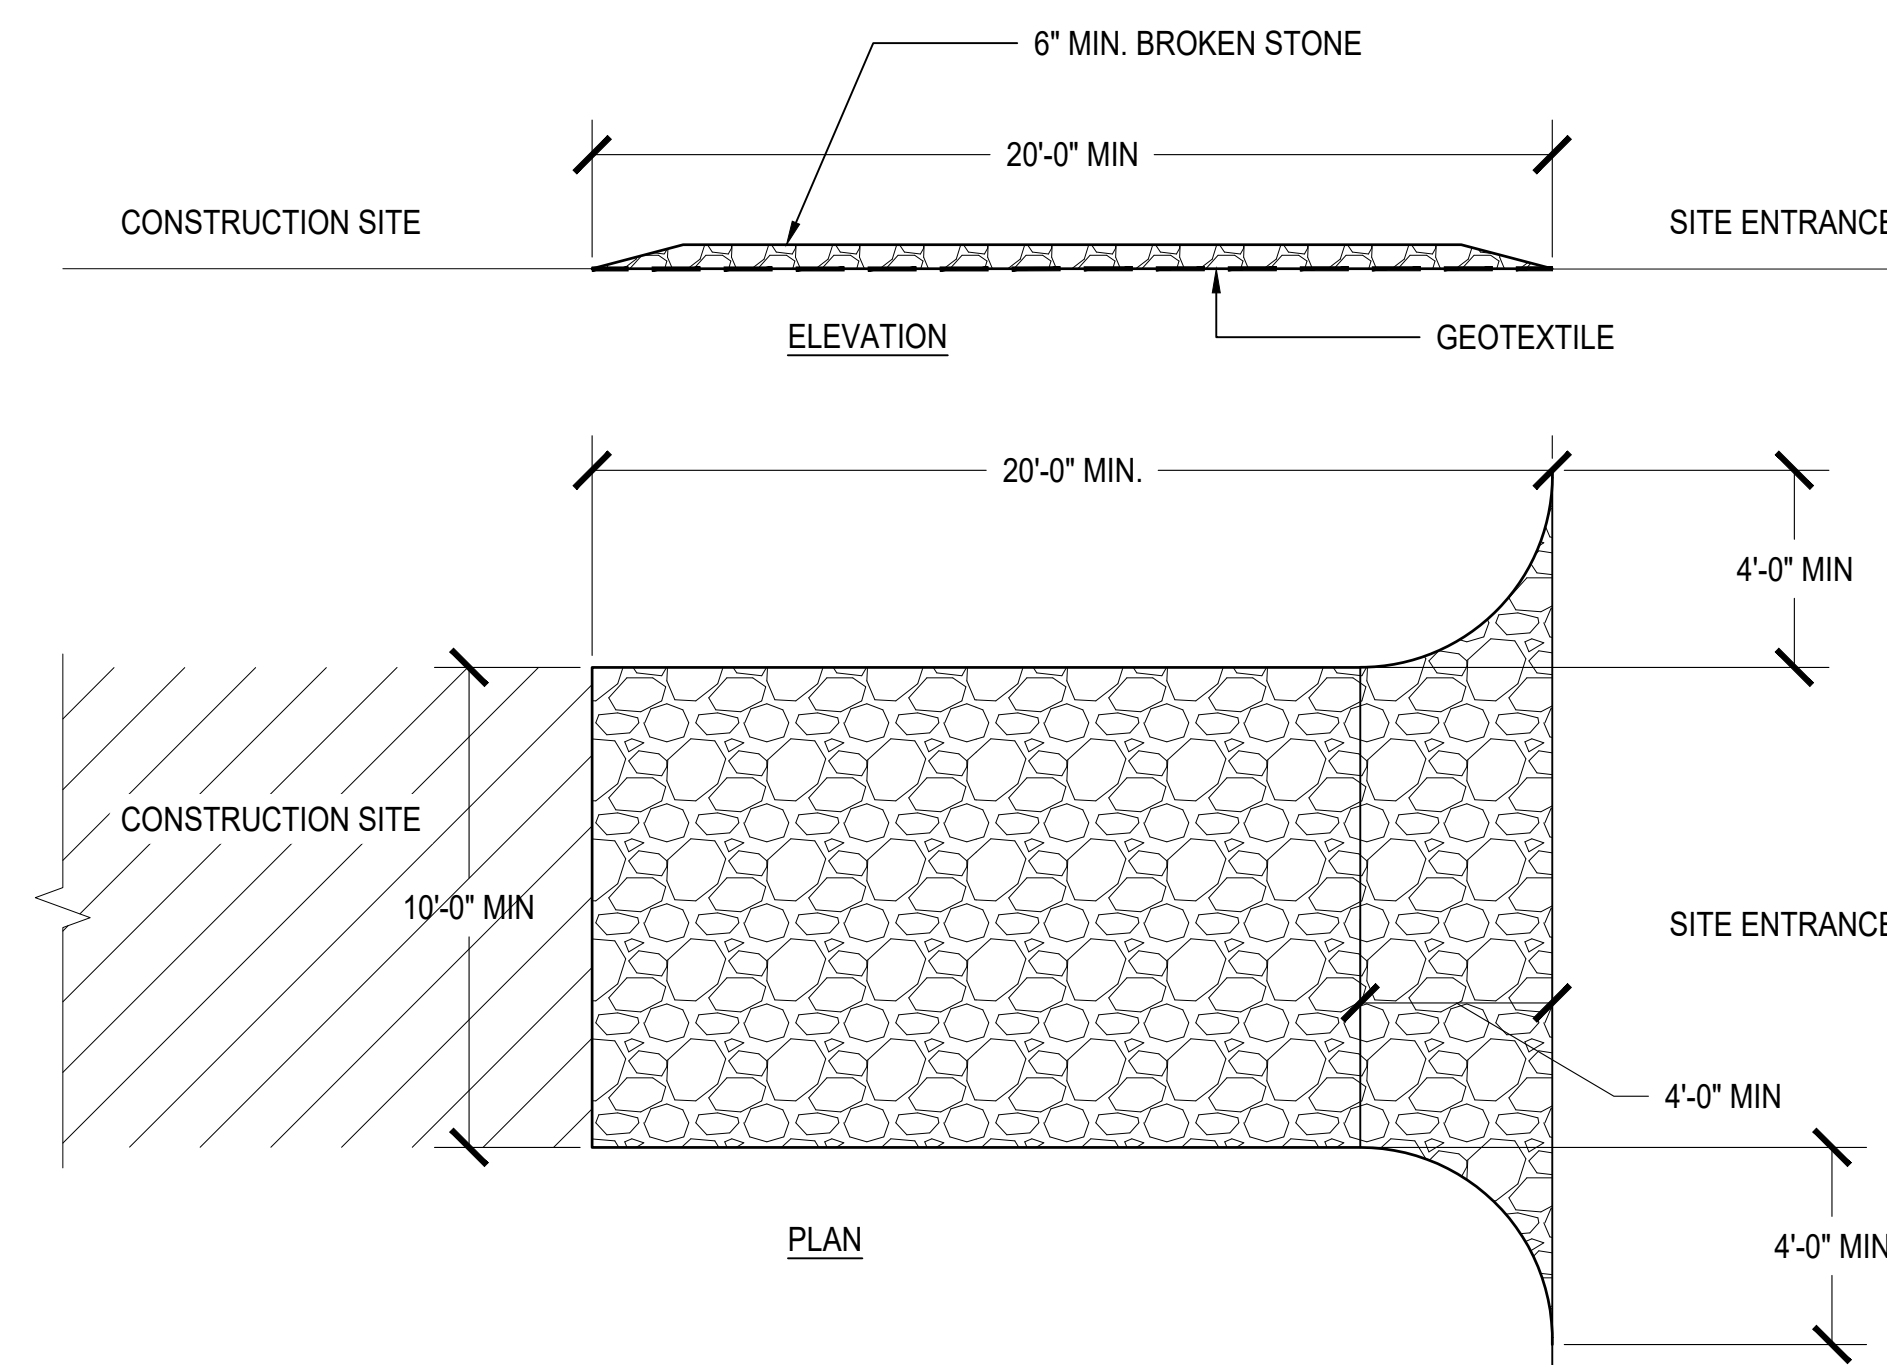 6" MIN. BROKEN STONE
20'-0" MIN
CONSTRUCTION SITE
SITE ENTRANCE
ELEVATION
GEOTEXTILE
20'-0" MIN.
4'-0" MIN
CONSTRUCTION SITE
10'-0" MIN
SITE ENTRANCE
4'-0" MIN
PLAN
4'-0" MIN